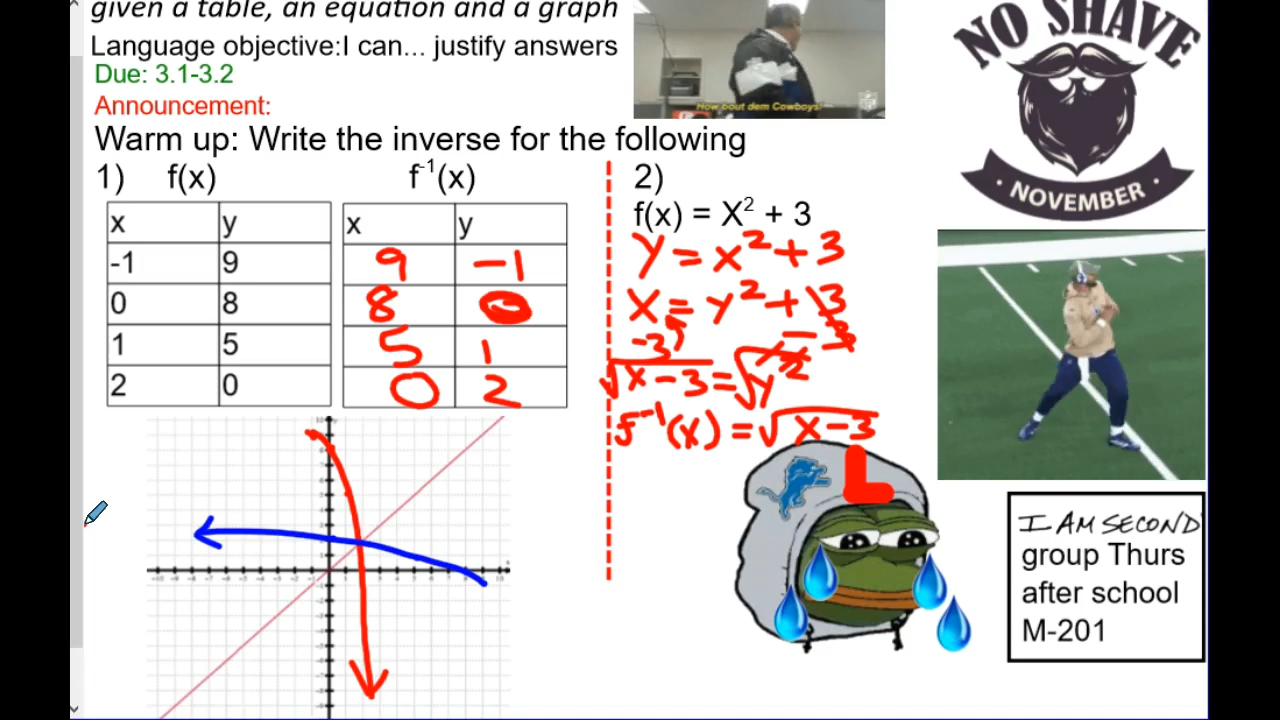 given a table, an equation and a graph
Language objective:I can... justify answers
Due: 3.1-3.2
Announcement:
How bout dem Cowboys!
NO SHAVE
NOVEMBER
Warm up: Write the inverse for the following
1) f(x) f⁻¹(x)
x y x y
-1 9 9 -1
0 8 8 0
1 5 5 1
2 0 0 2
2)
f(x) = X² + 3
y = x² + 3
x = y² + 3
-3 - 3
√x-3 = √y²
f⁻¹(x) = √x-3
L
I AM SECOND
group Thurs
after school
M-201